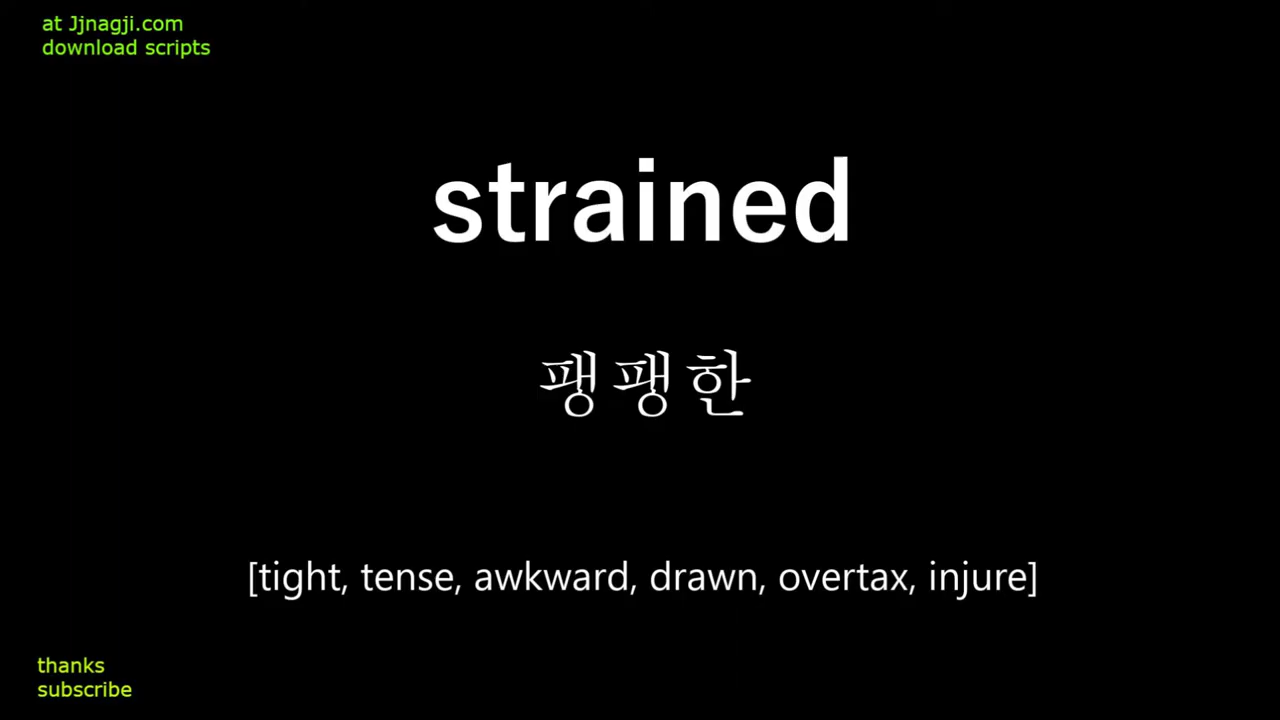 at Jjnagji.com
download scripts
strained
팽팽한
[tight, tense, awkward, drawn, overtax, injure]
thanks
subscribe